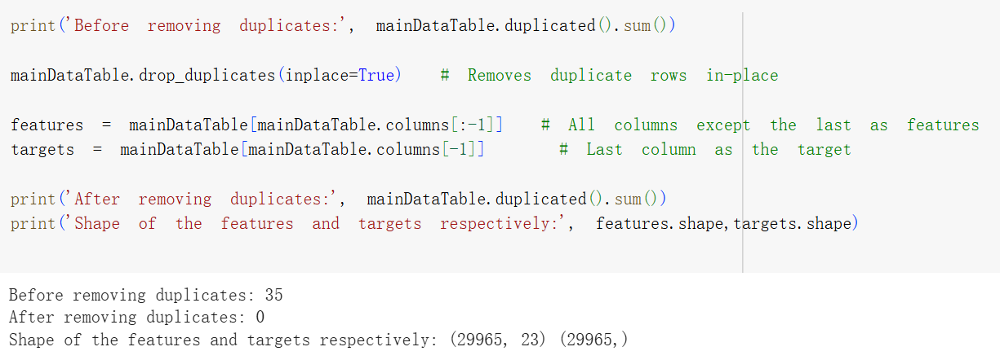 print('Before removing duplicates:', mainDataTable.duplicated().sum())
mainDataTable.drop_duplicates(inplace=True) # Removes duplicate rows in-place
features = mainDataTable[mainDataTable.columns[:-1]] # All columns except the last as features
targets = mainDataTable[mainDataTable.columns[-1]] # Last column as the target
print('After removing duplicates:', mainDataTable.duplicated().sum())
print('Shape of the features and targets respectively:', features.shape,targets.shape)
Before removing duplicates: 35
After removing duplicates: 0
Shape of the features and targets respectively: (29965, 23) (29965,)